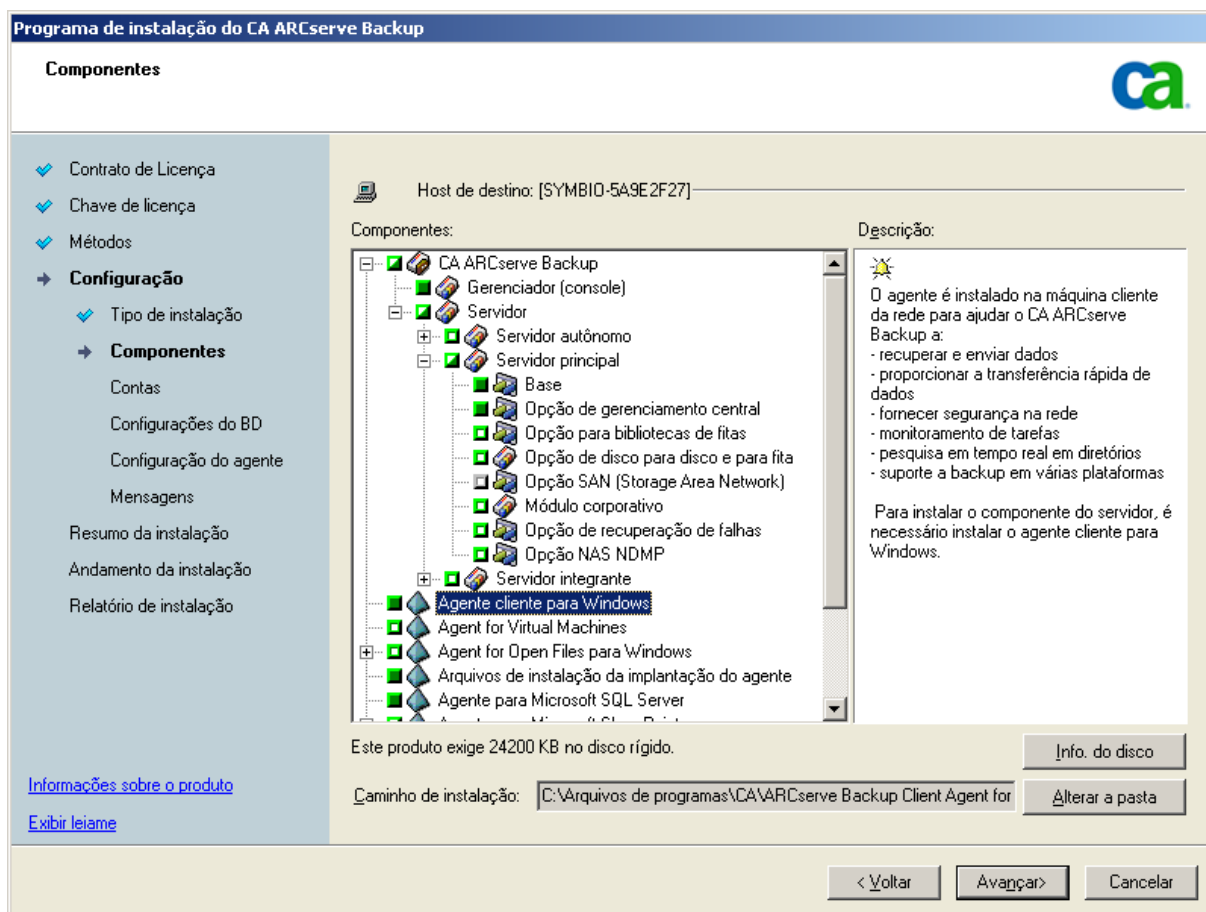 Programa de instalação do CA ARCserve Backup
Componentes
ca
Contrato de Licença
Chave de licença
Métodos
Configuração
Tipo de instalação
Componentes
Contas
Configurações do BD
Configuração do agente
Mensagens
Resumo da instalação
Andamento da instalação
Relatório de instalação
Informações sobre o produto
Exibir leiame
Host de destino: [SYMBIO-5A9E2F27]
Componentes:
CA ARCserve Backup
Gerenciador (console)
Servidor
Servidor autônomo
Servidor principal
Base
Opção de gerenciamento central
Opção para bibliotecas de fitas
Opção de disco para disco e para fita
Opção SAN (Storage Area Network)
Módulo corporativo
Opção de recuperação de falhas
Opção NAS NDMP
Servidor integrante
Agente cliente para Windows
Agent for Virtual Machines
Agent for Open Files para Windows
Arquivos de instalação da implantação do agente
Agente para Microsoft SQL Server
Descrição:
O agente é instalado na máquina cliente
da rede para ajudar o CA ARCserve
Backup a:
- recuperar e enviar dados
- proporcionar a transferência rápida de
dados
- fornecer segurança na rede
- monitoramento de tarefas
- pesquisa em tempo real em diretórios
- suporte a backup em várias plataformas
Para instalar o componente do servidor, é
necessário instalar o agente cliente para
Windows.
Este produto exige 24200 KB no disco rígido.
Info. do disco
Caminho de instalação:
C:\Arquivos de programas\CA\ARCserve Backup Client Agent for
Alterar a pasta
< Voltar
Avançar>
Cancelar